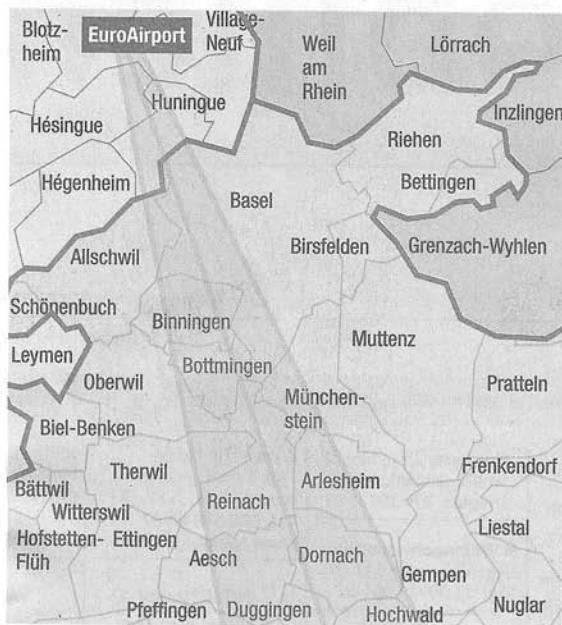 Blotz-
heim
EuroAirport
Village-
Neuf
Weil
am
Rhein
Lörrach
Huningue
Inzlingen
Hésingue
Riehen
Hégenheim
Bettingen
Basel
Allschwil
Birsfelden
Grenzach-Wyhlen
Schönenbuch
Binningen
Muttenz
Leymen
Bottmingen
Oberwil
Pratteln
München-
stein
Biel-Benken
Therwil
Arlesheim
Frenkendorf
Bättwil
Reinach
Witterswil
Liestal
Hofstetten-
Flüh
Ettingen
Aesch
Dornach
Gempen
Pfeffingen
Duggingen
Hochwald
Nuglar